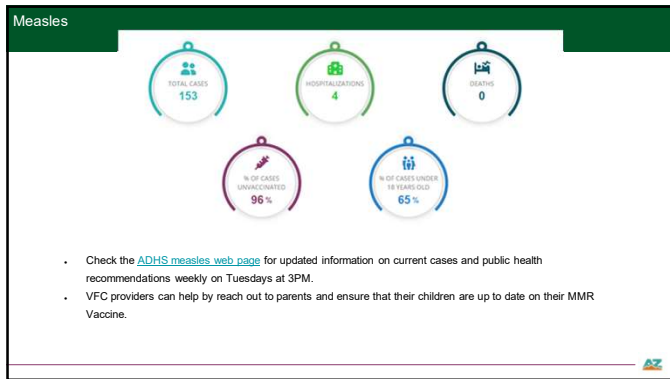 Measles
TOTAL CASES
153
HOSPITALIZATIONS
4
DEATHS
0
% OF CASES
UNVACCINATED
96 %
% OF CASES UNDER
18 YEARS OLD
65 %
• Check the ADHS measles web page for updated information on current cases and public health
recommendations weekly on Tuesdays at 3PM.
• VFC providers can help by reach out to parents and ensure that their children are up to date on their MMR
Vaccine.
AZ